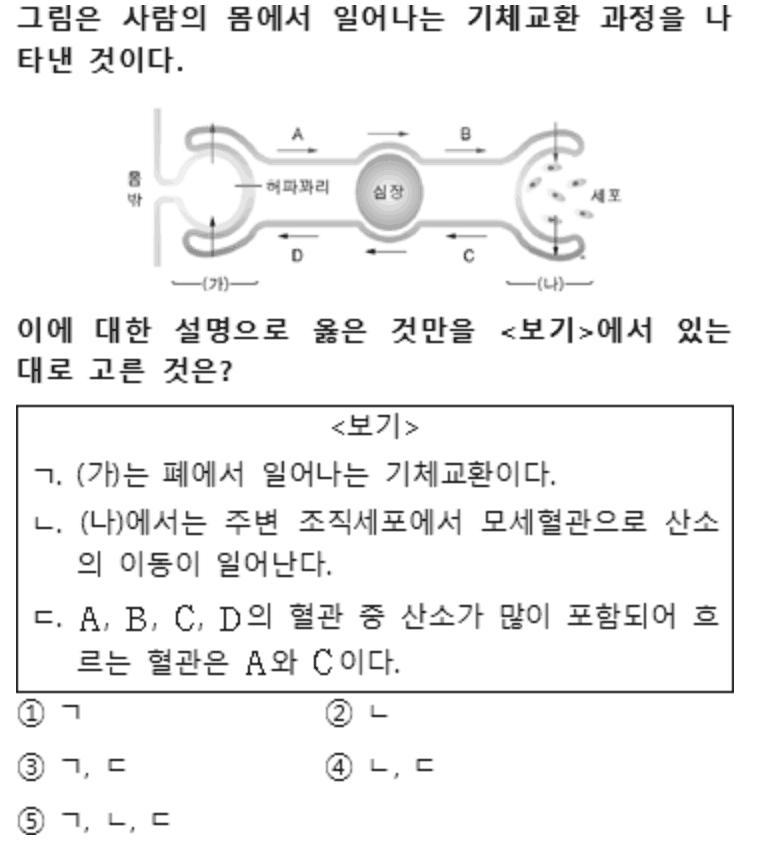 그림은 사람의 몸에서 일어나는 기체교환 과정을 나
타낸 것이다.
A
B
몸
밖
허파꽈리
심장
세포
D
C
(가)
(나)
이에 대한 설명으로 옳은 것만을 <보기>에서 있는
대로 고른 것은?
<보기>
ㄱ. (가)는 폐에서 일어나는 기체교환이다.
ㄴ. (나)에서는 주변 조직세포에서 모세혈관으로 산소
의 이동이 일어난다.
ㄷ. A, B, C, D의 혈관 중 산소가 많이 포함되어 흐
르는 혈관은 A와 C이다.
① ㄱ ② ㄴ
③ ㄱ, ㄷ ④ ㄴ, ㄷ
⑤ ㄱ, ㄴ, ㄷ